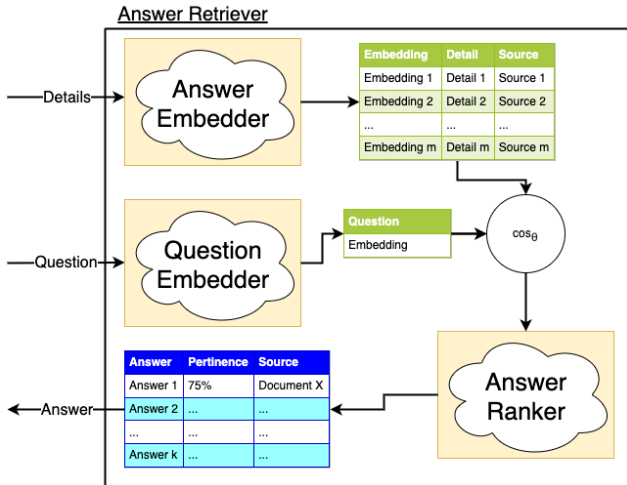 Answer Retriever
Details
Answer
Embedder
Embedding Detail Source
Embedding 1 Detail 1 Source 1
Embedding 2 Detail 2 Source 2
... ... ...
Embedding m Detail m Source m
Question
Question
Embedder
Question
Embedding
cosθ
Answer
Answer Pertinence Source
Answer 1 75% Document X
Answer 2 ... ...
... ... ...
Answer k ... ...
Answer
Ranker